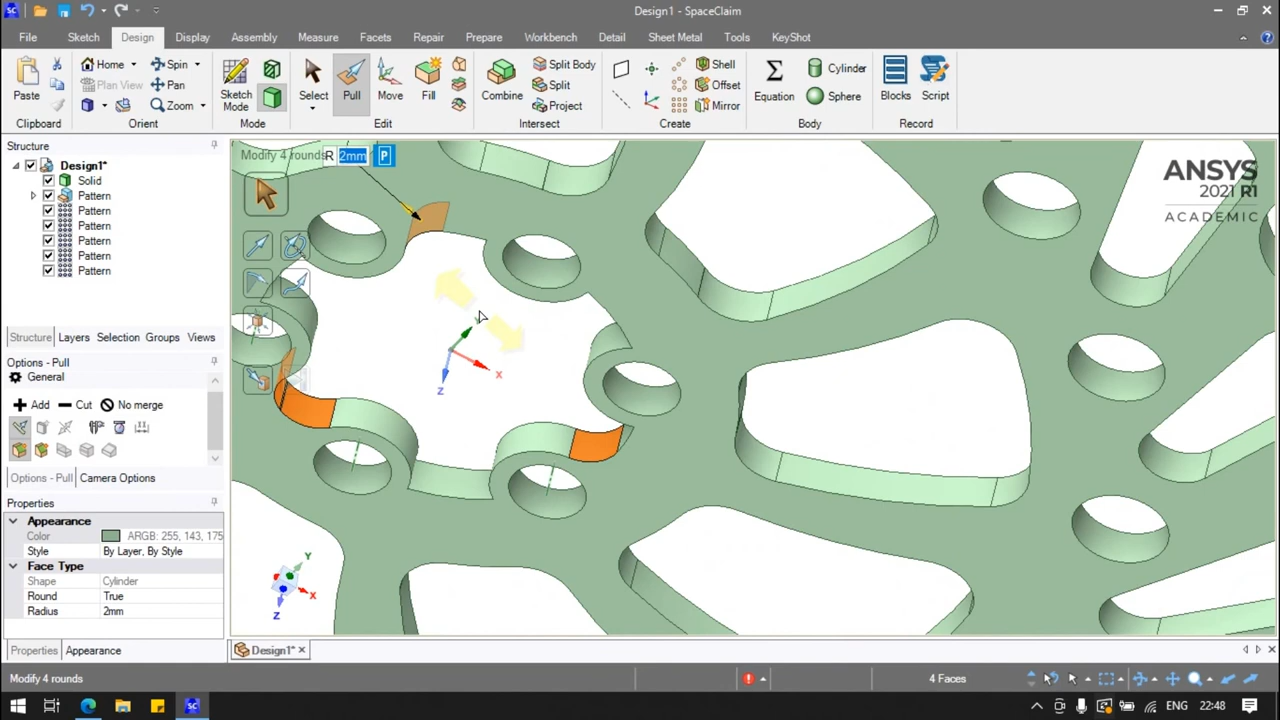 Design1 - SpaceClaim
File Sketch Design Display Assembly Measure Facets Repair Prepare Workbench Detail Sheet Metal Tools KeyShot
Home Spin Shell Cylinder
Plan View Pan Split Body Offset Sphere
Zoom Split Mirror
Project
Paste Sketch Mode Select Pull Move Fill Combine Equation Blocks Script
Clipboard Orient Mode Edit Intersect Create Body Record
Structure
Design1*
Solid
Pattern
Pattern
Pattern
Pattern
Pattern
Pattern
Structure Layers Selection Groups Views
Options - Pull
General
Add Cut No merge
Options - Pull Camera Options
Properties
Appearance
Color ARGB: 255, 143, 175
Style By Layer, By Style
Face Type
Shape Cylinder
Round True
Radius 2mm
Properties Appearance
Modify 4 rounds R 2mm P
ANSYS
2021 R1
ACADEMIC
Y
X
Z
Y
X
Z
Design1*
Modify 4 rounds 4 Faces
SC ENG 22:48